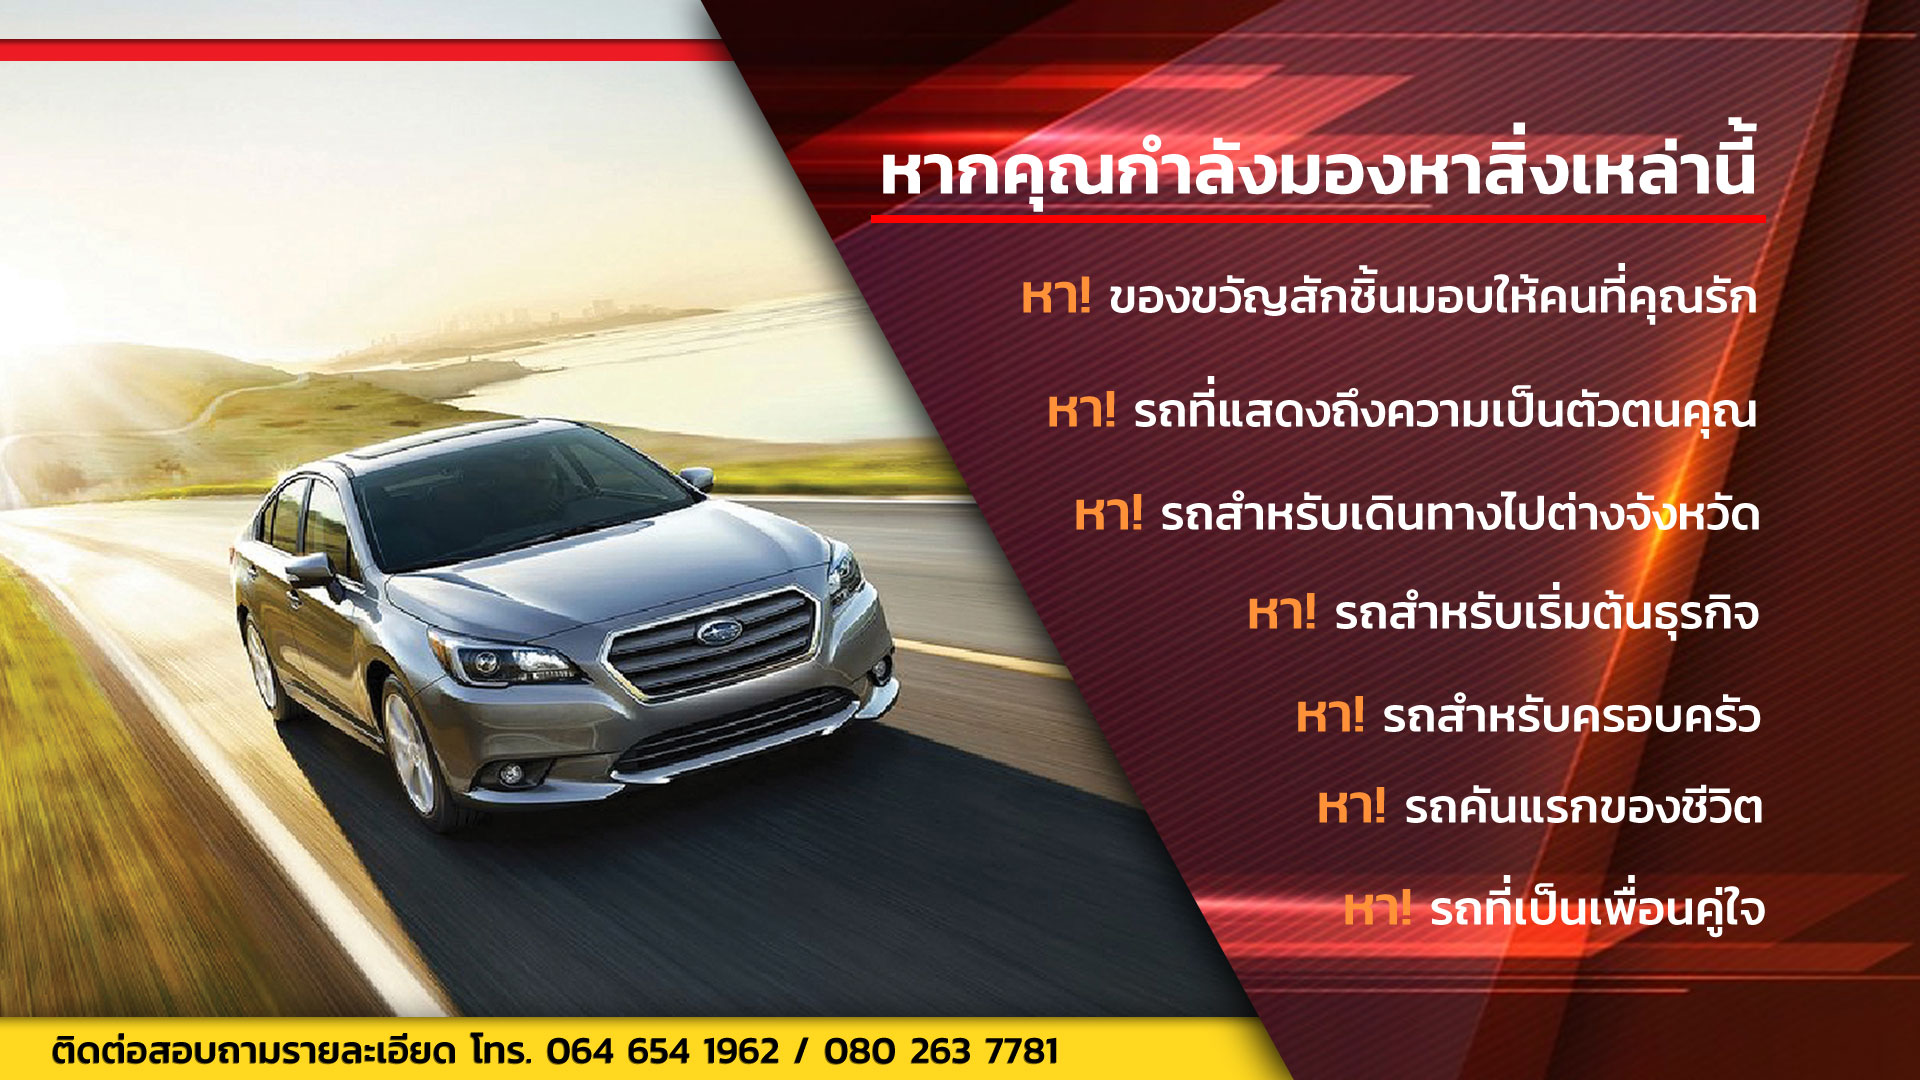 หากคุณกำลังมองหาสิ่งเหล่านี้
หา! ของขวัญสักชิ้นมอบให้คนที่คุณรัก
หา! รถที่แสดงถึงความเป็นตัวตนคุณ
หา! รถสำหรับเดินทางไปต่างจังหวัด
หา! รถสำหรับเริ่มต้นธุรกิจ
หา! รถสำหรับครอบครัว
หา! รถคันแรกของชีวิต
หา! รถที่เป็นเพื่อนคู่ใจ
ติดต่อสอบถามรายละเอียด โทร. 064 654 1962 / 080 263 7781